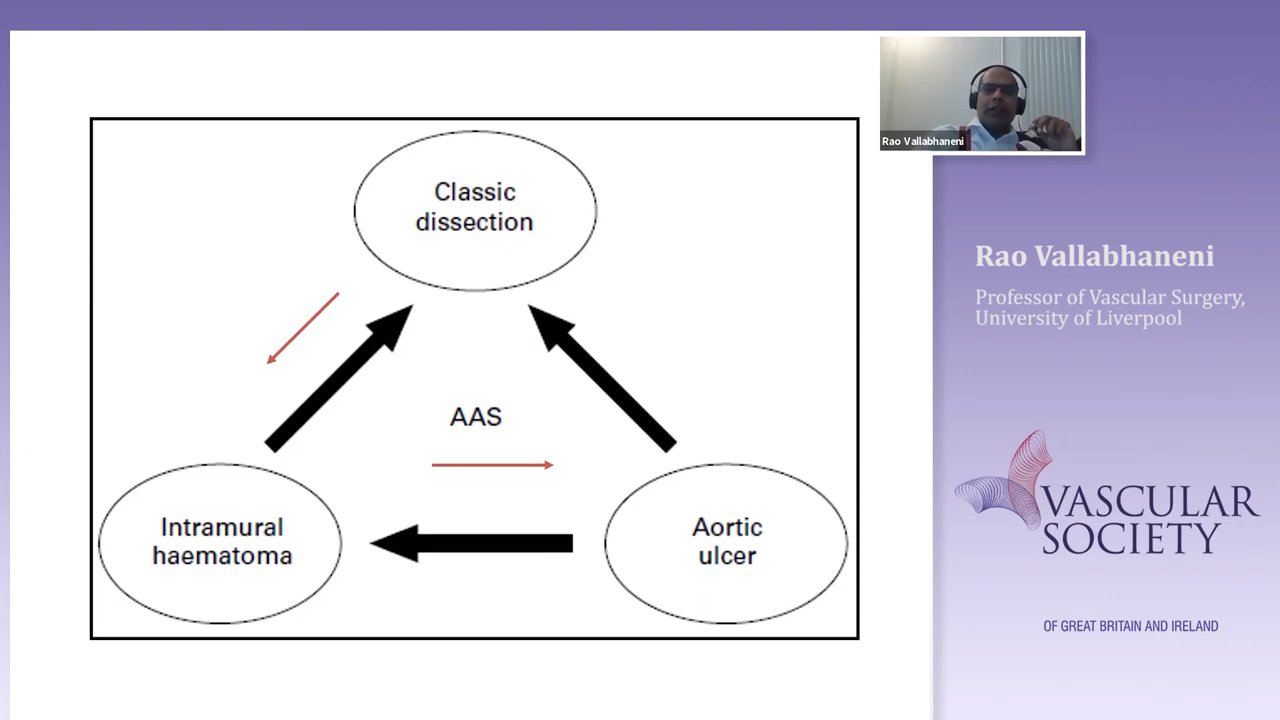 Classic
dissection
AAS
Intramural
haematoma
Aortic
ulcer
Rao Vallabhaneni
Rao Vallabhaneni
Professor of Vascular Surgery,
University of Liverpool
VASCULAR
SOCIETY
OF GREAT BRITAIN AND IRELAND